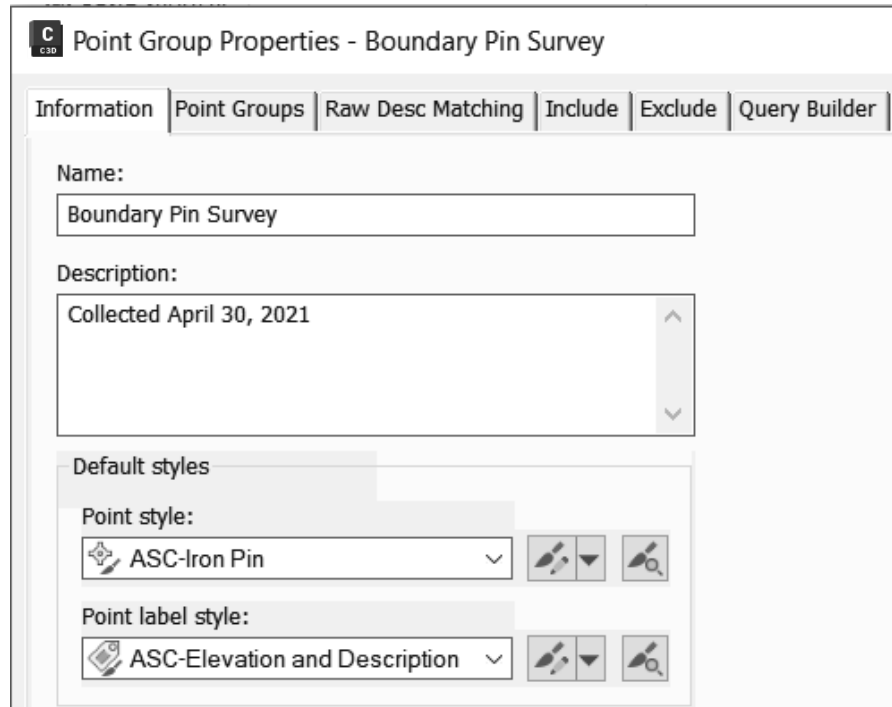 C
C3D
Point Group Properties - Boundary Pin Survey
Information Point Groups Raw Desc Matching Include Exclude Query Builder
Name:
Boundary Pin Survey
Description:
Collected April 30, 2021
Default styles
Point style:
ASC-Iron Pin
Point label style:
ASC-Elevation and Description